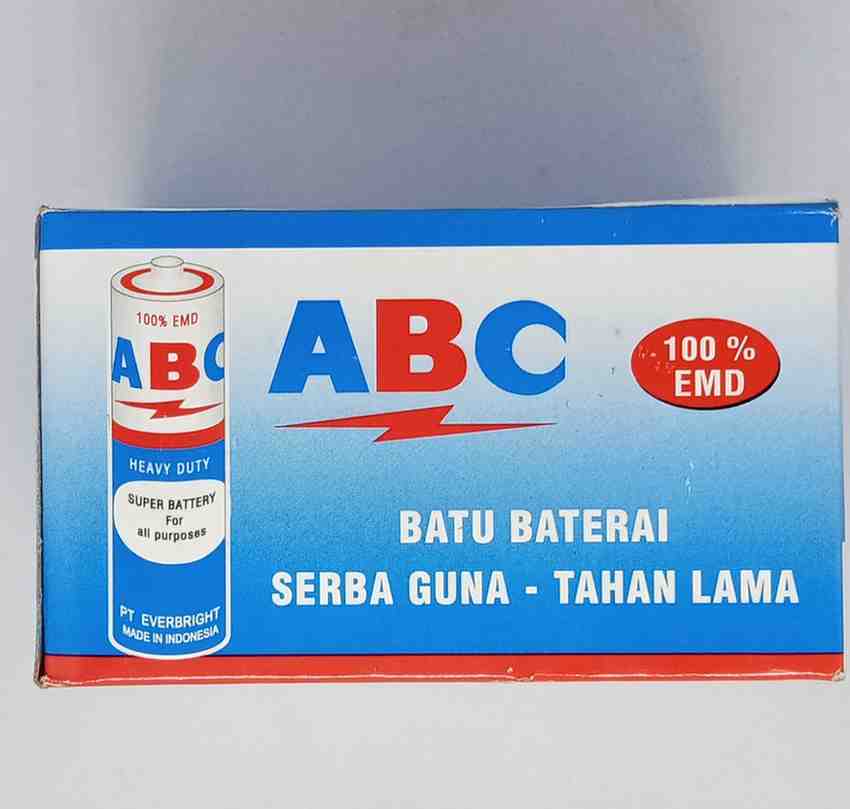 100% EMD
ABC
HEAVY DUTY
SUPER BATTERY
For
all purposes
PT EVERBRIGHT
MADE IN INDONESIA
ABC
100 %
EMD
BATU BATERAI
SERBA GUNA - TAHAN LAMA